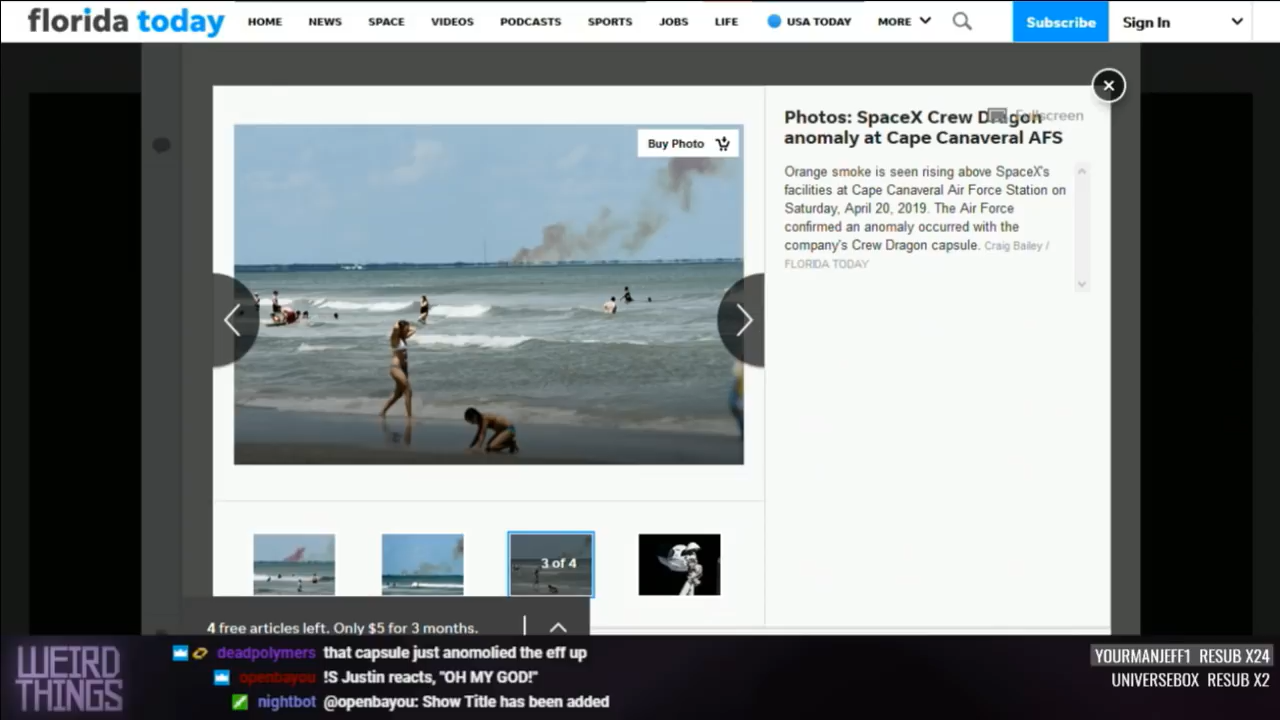 florida today HOME NEWS SPACE VIDEOS PODCASTS SPORTS JOBS LIFE USA TODAY MORE Subscribe Sign In
Buy Photo
Fullscreen
Photos: SpaceX Crew Dragon
anomaly at Cape Canaveral AFS
Orange smoke is seen rising above SpaceX's
facilities at Cape Canaveral Air Force Station on
Saturday, April 20, 2019. The Air Force
confirmed an anomaly occurred with the
company's Crew Dragon capsule. Craig Bailey /
FLORIDA TODAY
3 of 4
4 free articles left. Only $5 for 3 months.
WEIRD
THINGS
deadpolymers that capsule just anomolied the eff up
openbayou !S Justin reacts, "OH MY GOD!"
nightbot @openbayou: Show Title has been added
YOURMANJEFF1 RESUB X24
UNIVERSEBOX RESUB X2